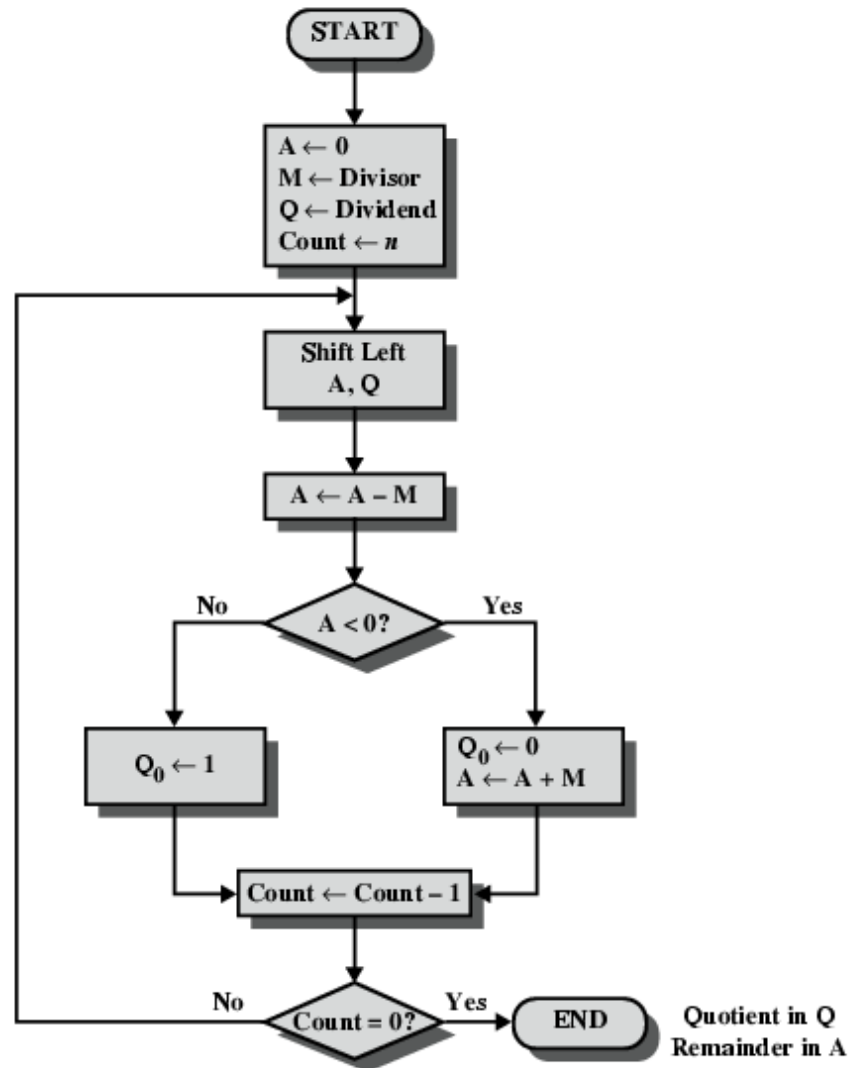 START
A ← 0
M ← Divisor
Q ← Dividend
Count ← n
Shift Left
A, Q
A ← A – M
No
A < 0?
Yes
Q₀ ← 1
Q₀ ← 0
A ← A + M
Count ← Count – 1
No
Count = 0?
Yes
END
Quotient in Q
Remainder in A